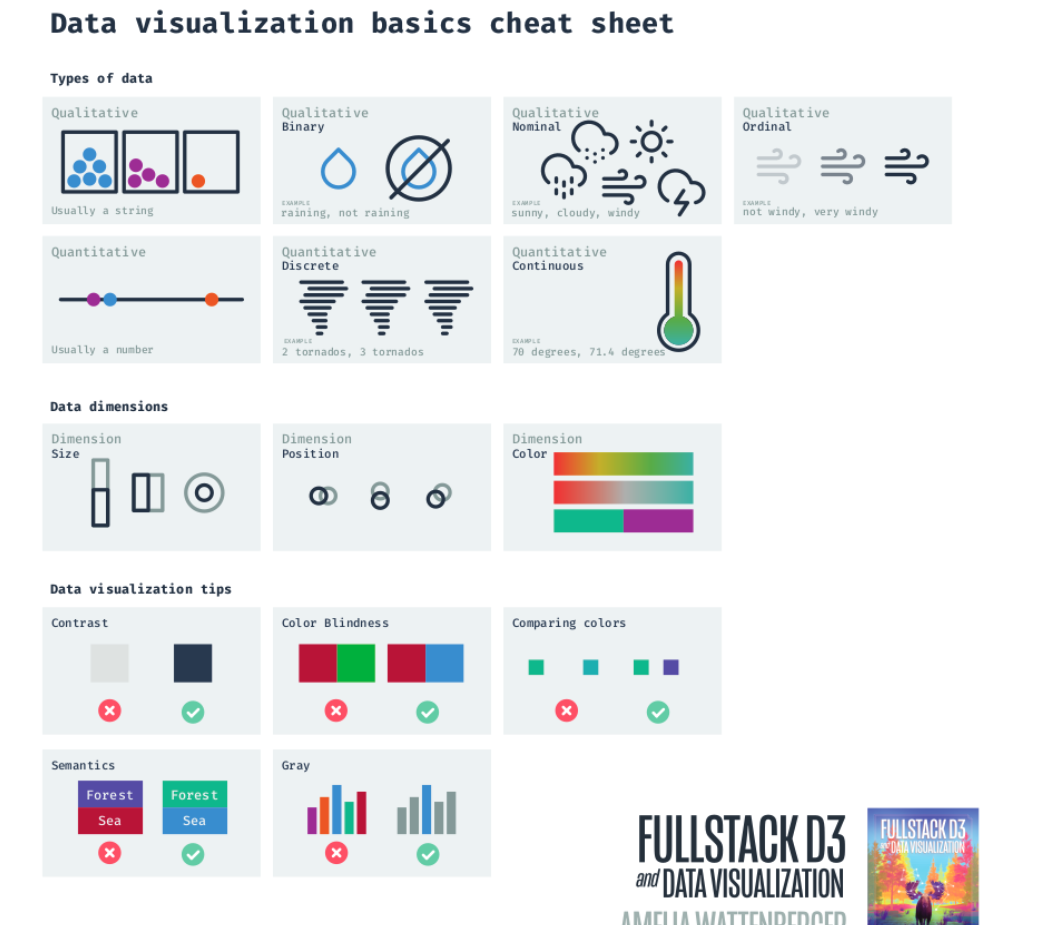 Data visualization basics cheat sheet
Types of data
Qualitative
Usually a string
Qualitative
Binary
EXAMPLE
raining, not raining
Qualitative
Nominal
EXAMPLE
sunny, cloudy, windy
Qualitative
Ordinal
EXAMPLE
not windy, very windy
Quantitative
Usually a number
Quantitative
Discrete
EXAMPLE
2 tornados, 3 tornados
Quantitative
Continuous
EXAMPLE
70 degrees, 71.4 degrees
Data dimensions
Dimension
Size
Dimension
Position
Dimension
Color
Data visualization tips
Contrast
Color Blindness
Comparing colors
Semantics
Forest
Sea
Forest
Sea
Gray
FULLSTACK D3
and DATA VISUALIZATION
AMELIA WATTENBERGER
FULLSTACK D3
and DATA VISUALIZATION